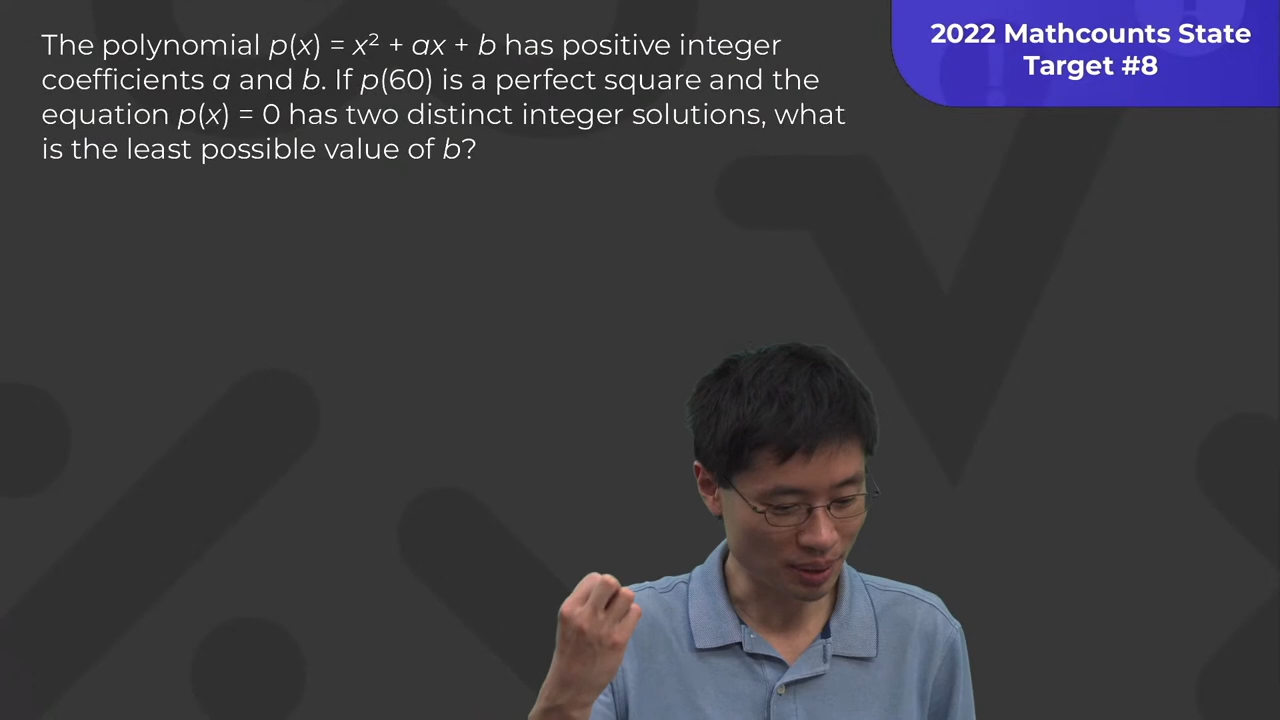 The polynomial p(x) = x² + ax + b has positive integer
coefficients a and b. If p(60) is a perfect square and the
equation p(x) = 0 has two distinct integer solutions, what
is the least possible value of b?
2022 Mathcounts State
Target #8